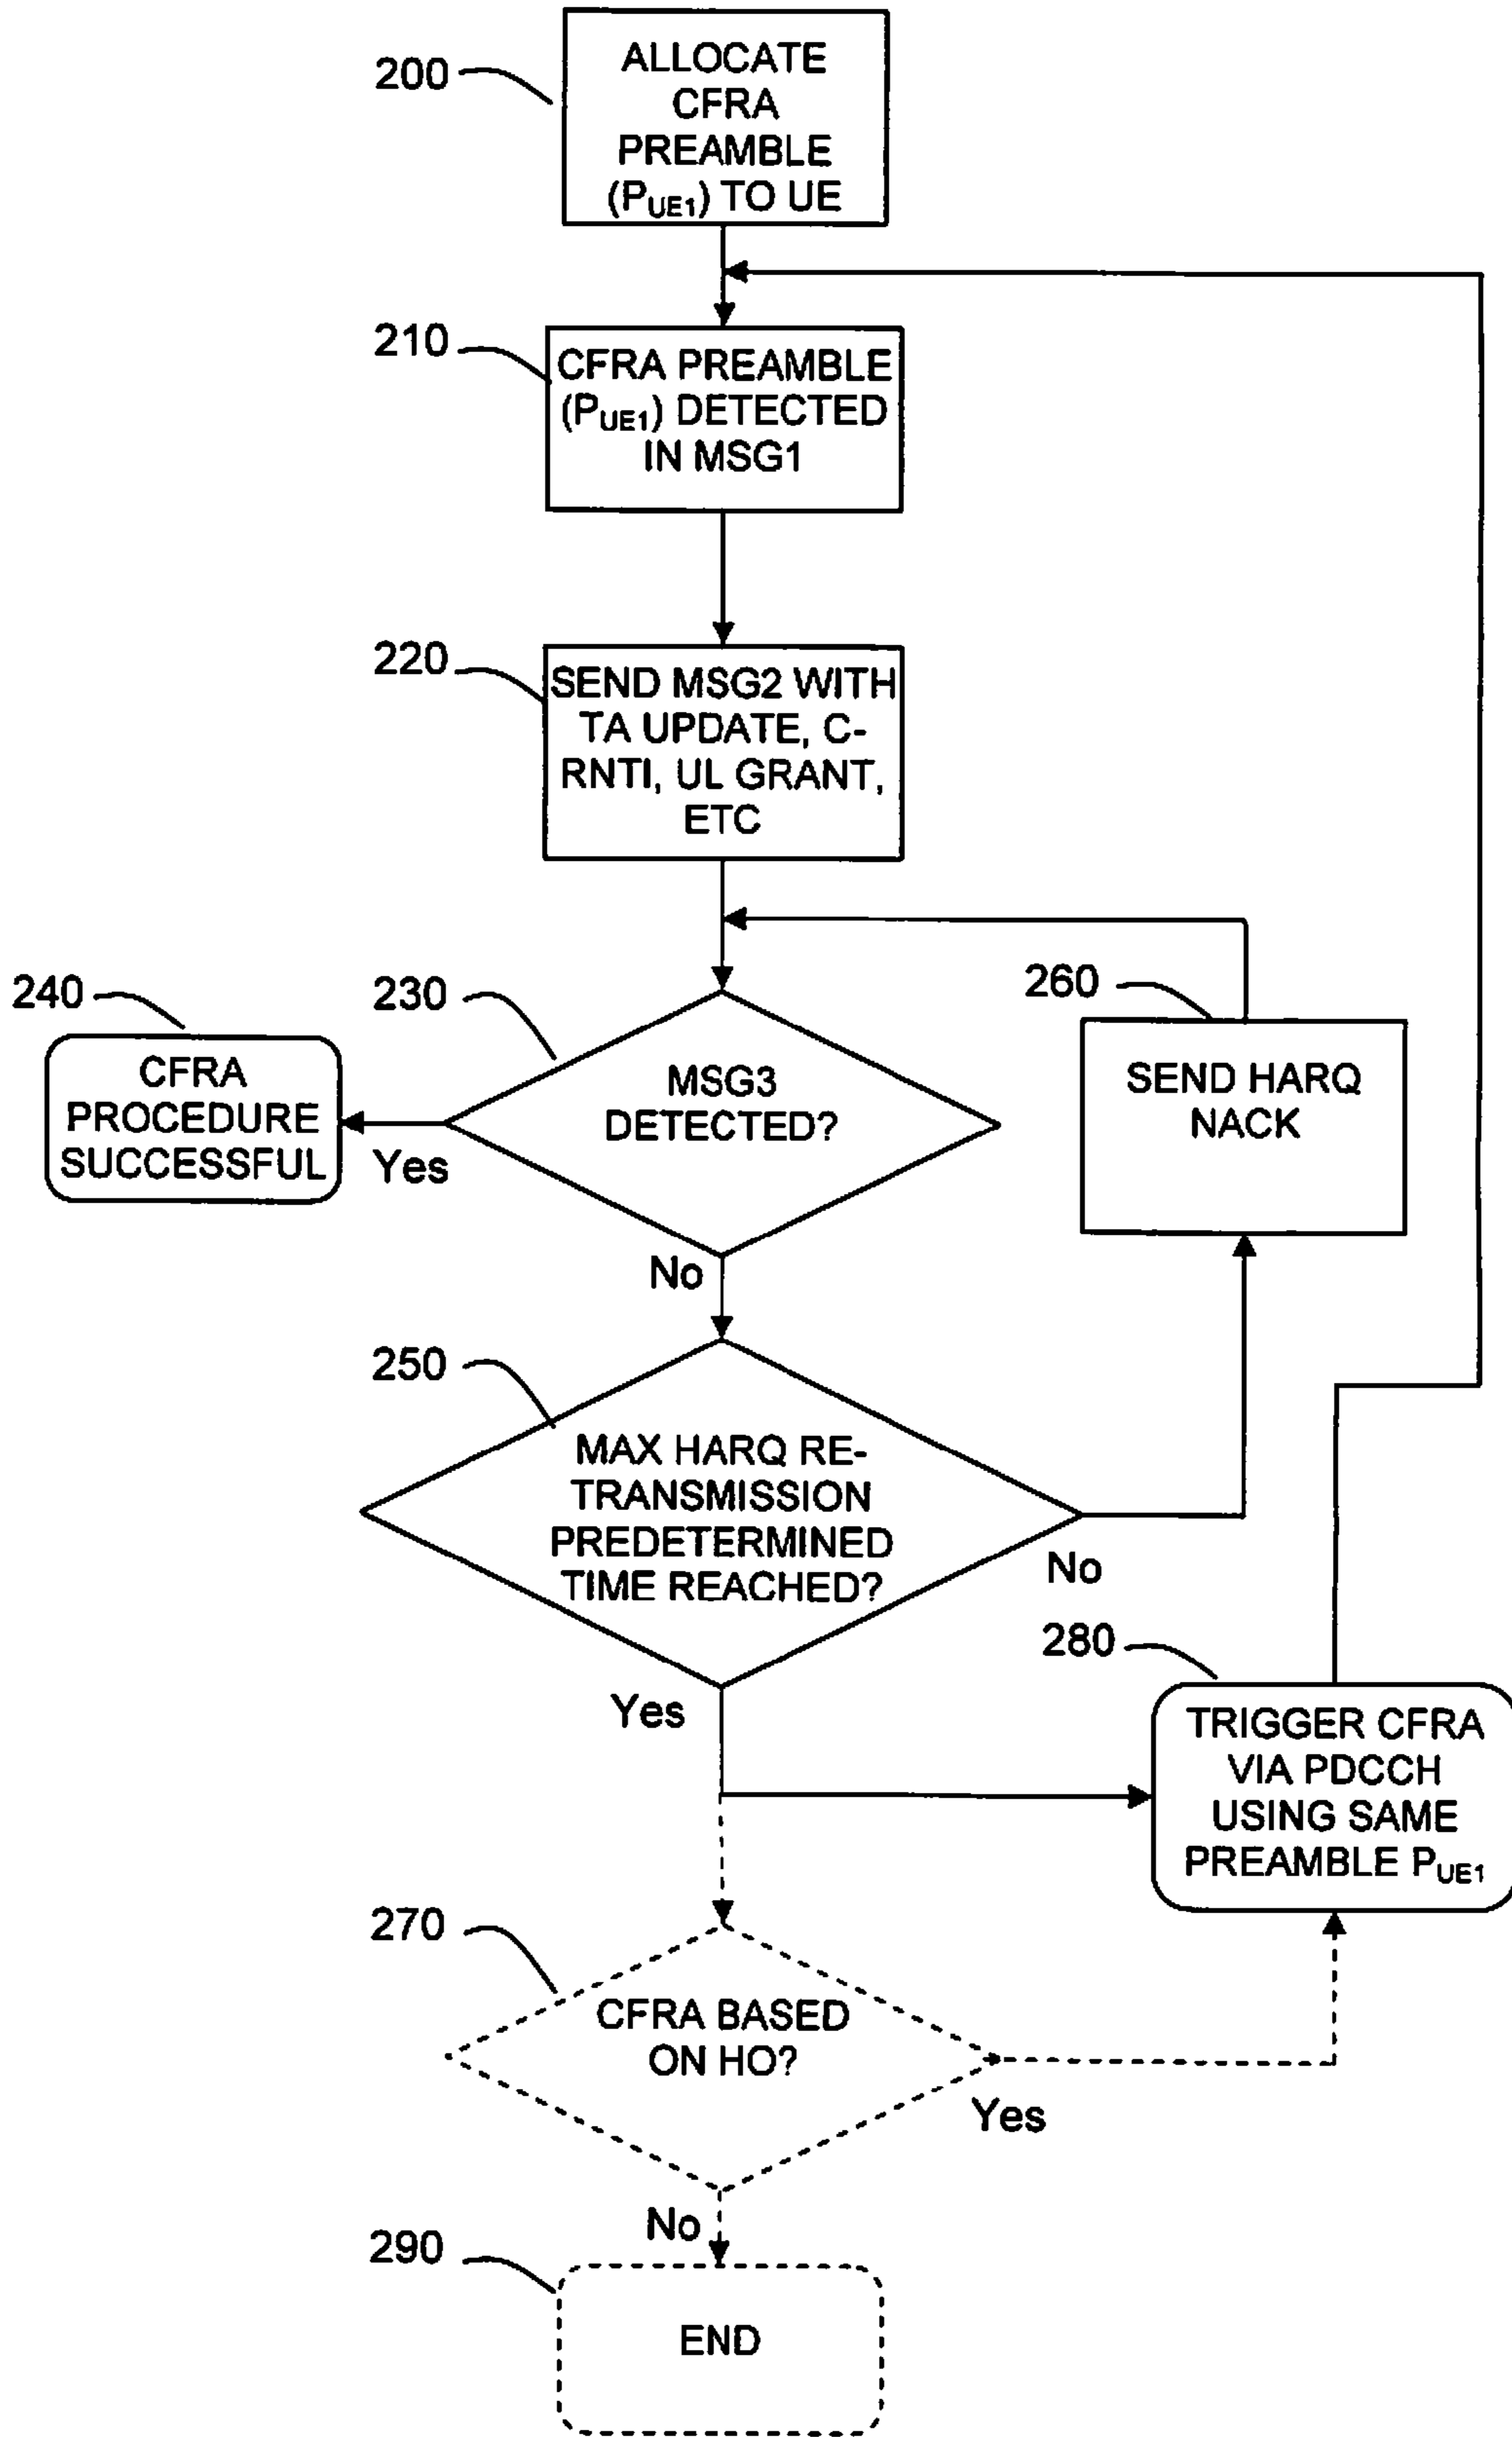 200
ALLOCATE
CFRA
PREAMBLE
(PUE1) TO UE
210
CFRA PREAMBLE
(PUE1) DETECTED
IN MSG1
220
SEND MSG2 WITH
TA UPDATE, C-
RNTI, UL GRANT,
ETC
230
MSG3
DETECTED?
240
CFRA
PROCEDURE
SUCCESSFUL
Yes
260
SEND HARQ
NACK
No
250
MAX HARQ RE-
TRANSMISSION
PREDETERMINED
TIME REACHED?
No
Yes
280
TRIGGER CFRA
VIA PDCCH
USING SAME
PREAMBLE PUE1
270
CFRA BASED
ON HO?
Yes
No
290
END